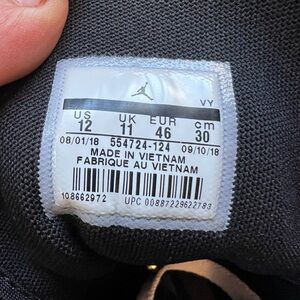 VY
US UK EUR cm
12 11 46 30
08/01/18 554724-124 09/10/18
MADE IN VIETNAM
FABRIQUE AU VIETNAM
108662972
UPC 00887229622783